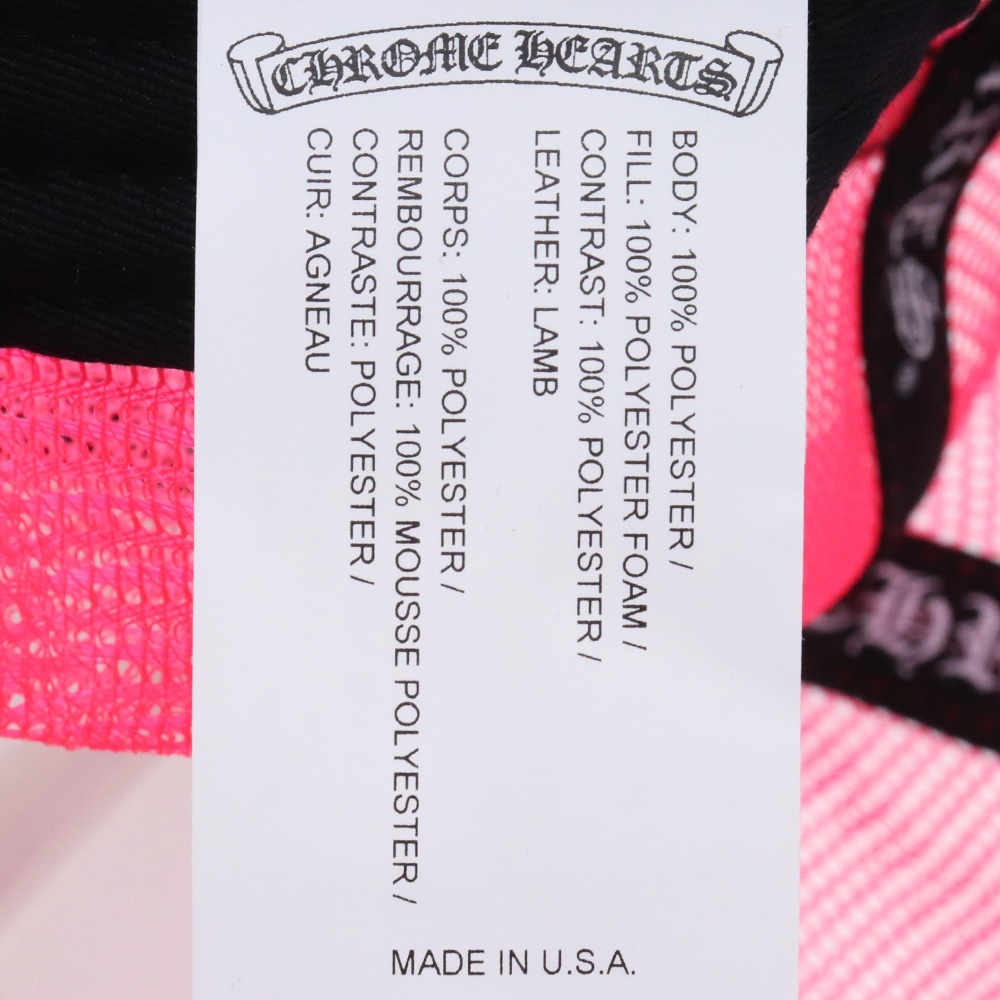 CHROME HEARTS
BODY: 100% POLYESTER /
FILL: 100% POLYESTER FOAM /
CONTRAST: 100% POLYESTER /
LEATHER: LAMB
CORPS: 100% POLYESTER /
REMBOURRAGE: 100% MOUSSE POLYESTER /
CONTRASTE: POLYESTER /
CUIR: AGNEAU
MADE IN U.S.A.